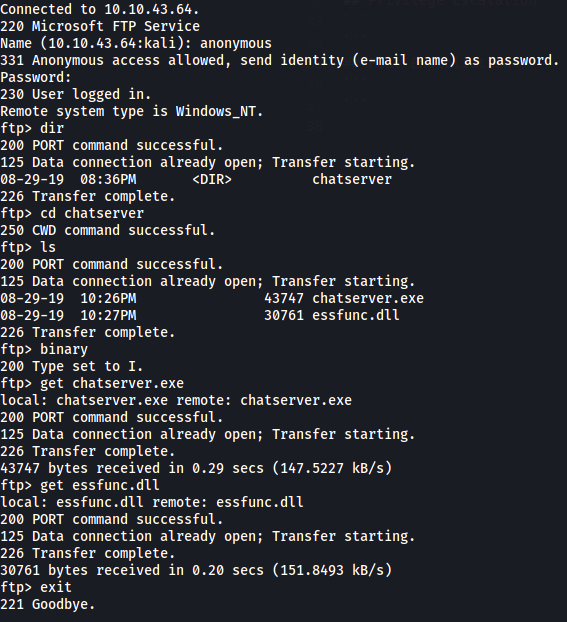 Connected to 10.10.43.64.
220 Microsoft FTP Service
Name (10.10.43.64:kali): anonymous
331 Anonymous access allowed, send identity (e-mail name) as password.
Password:
230 User logged in.
Remote system type is Windows_NT.
ftp> dir
200 PORT command successful.
125 Data connection already open; Transfer starting.
08-29-19  08:36PM       <DIR>          chatserver
226 Transfer complete.
ftp> cd chatserver
250 CWD command successful.
ftp> ls
200 PORT command successful.
125 Data connection already open; Transfer starting.
08-29-19  10:26PM                43747 chatserver.exe
08-29-19  10:27PM                30761 essfunc.dll
226 Transfer complete.
ftp> binary
200 Type set to I.
ftp> get chatserver.exe
local: chatserver.exe remote: chatserver.exe
200 PORT command successful.
125 Data connection already open; Transfer starting.
226 Transfer complete.
43747 bytes received in 0.29 secs (147.5227 kB/s)
ftp> get essfunc.dll
local: essfunc.dll remote: essfunc.dll
200 PORT command successful.
125 Data connection already open; Transfer starting.
226 Transfer complete.
30761 bytes received in 0.20 secs (151.8493 kB/s)
ftp> exit
221 Goodbye.